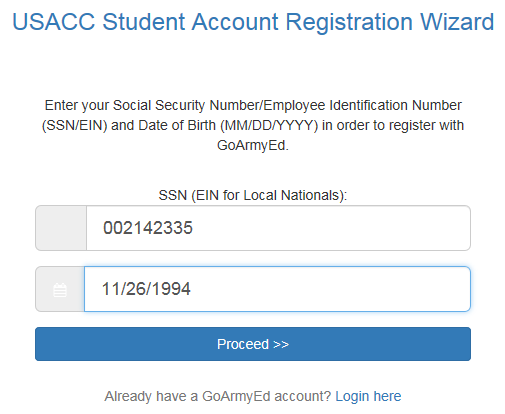 USACC Student Account Registration Wizard
Enter your Social Security Number/Employee Identification Number
(SSN/EIN) and Date of Birth (MM/DD/YYYY) in order to register with
GoArmyEd.
SSN (EIN for Local Nationals):
002142335
11/26/1994
Proceed >>
Already have a GoArmyEd account? Login here